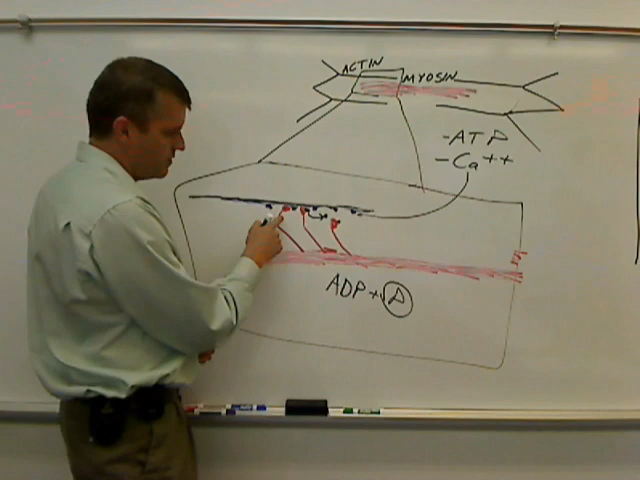 ACTIN
MYOSIN
-ATP
-Ca++
ADP + P